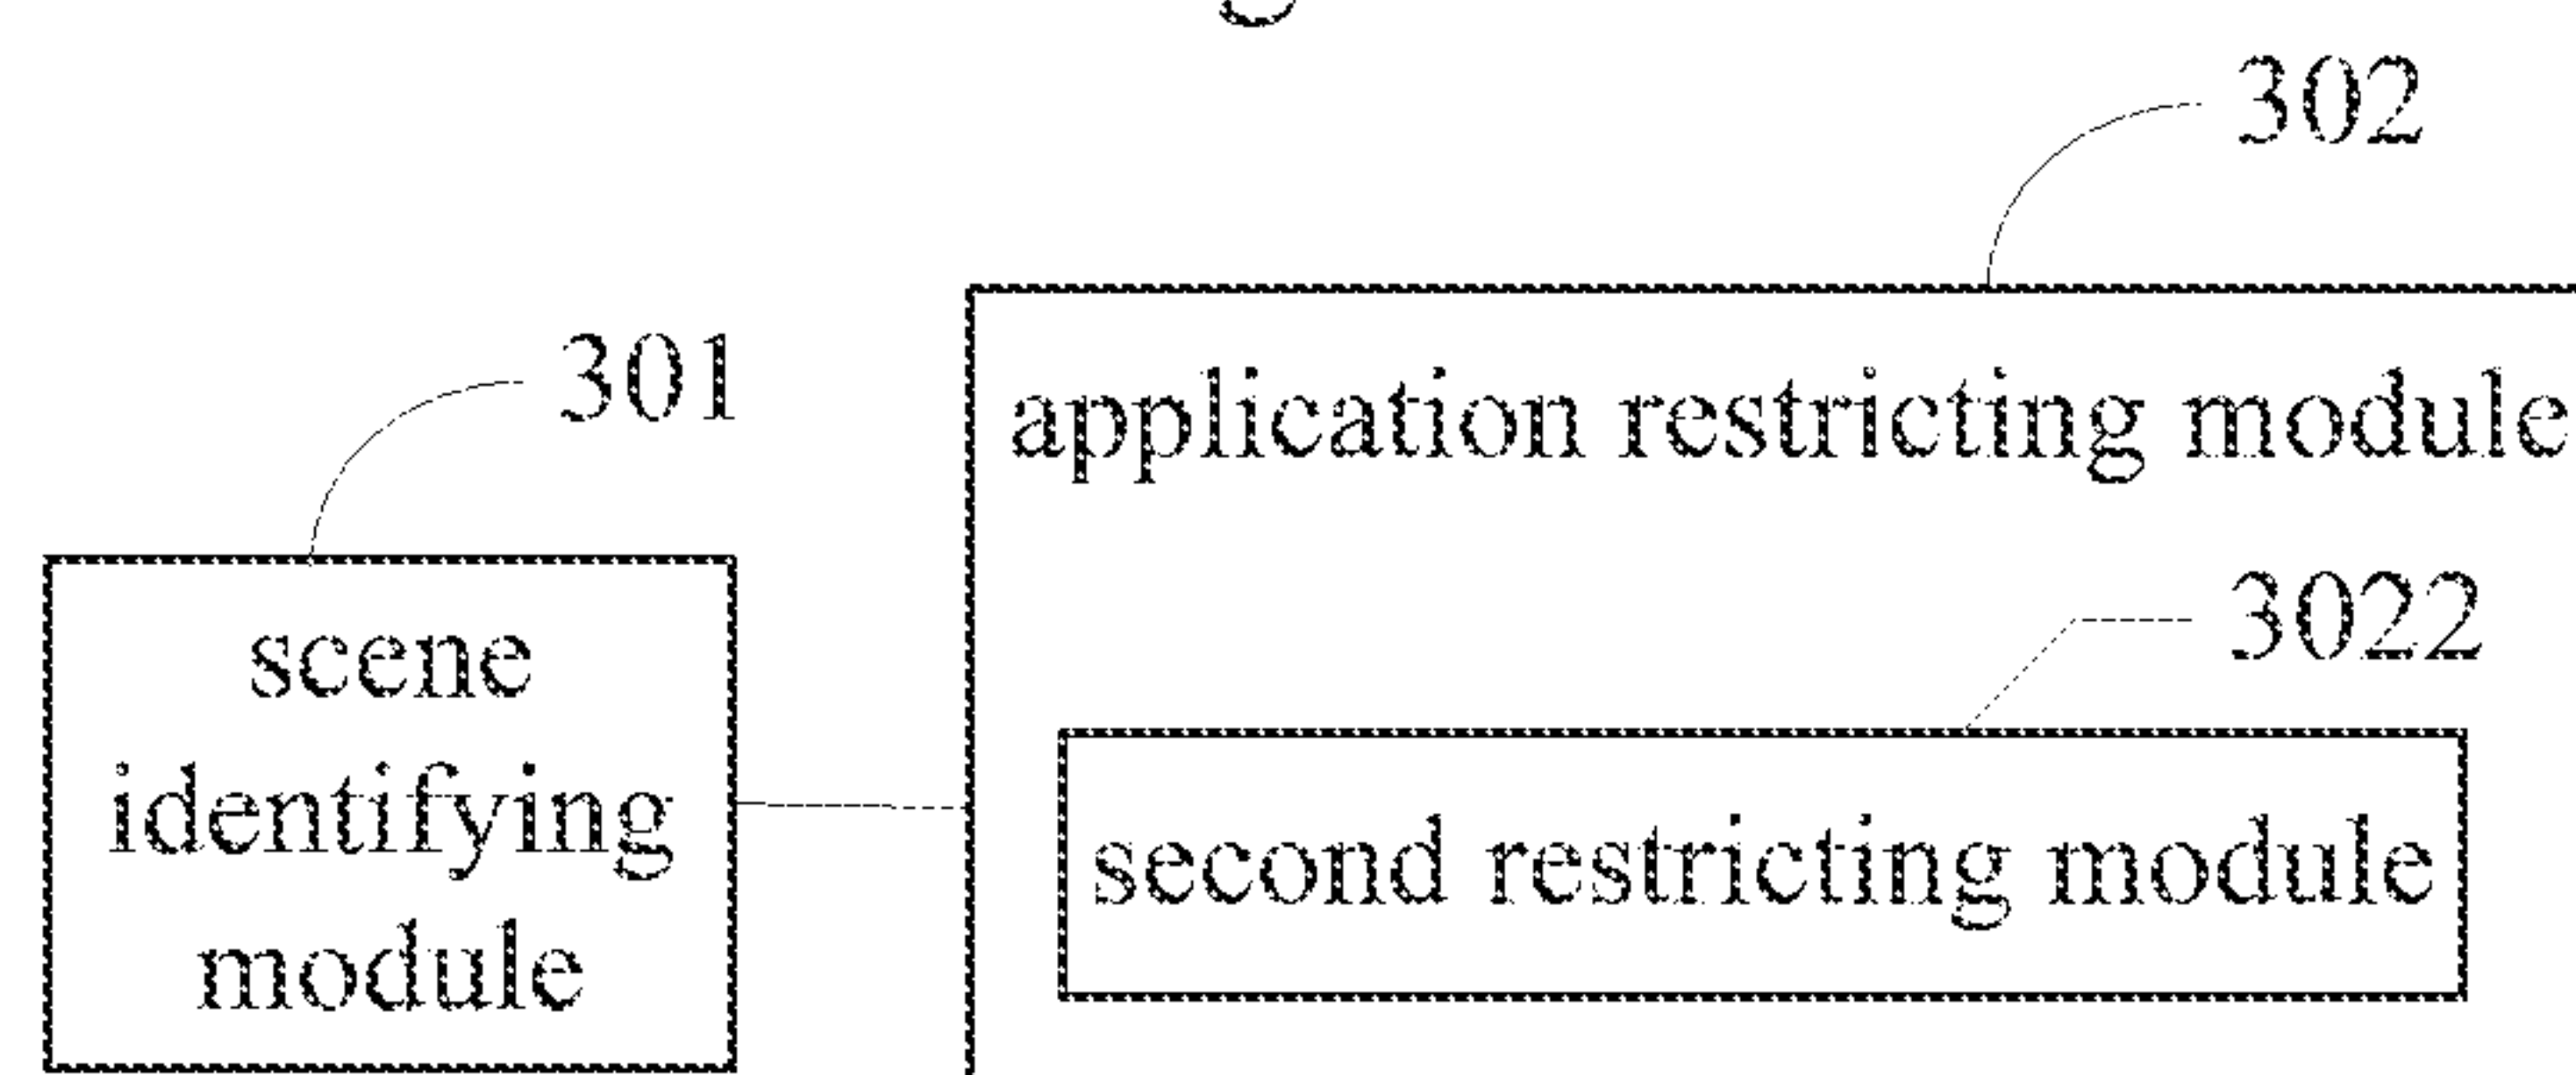 302
301
application restricting module
3022
scene
identifying
module
second restricting module